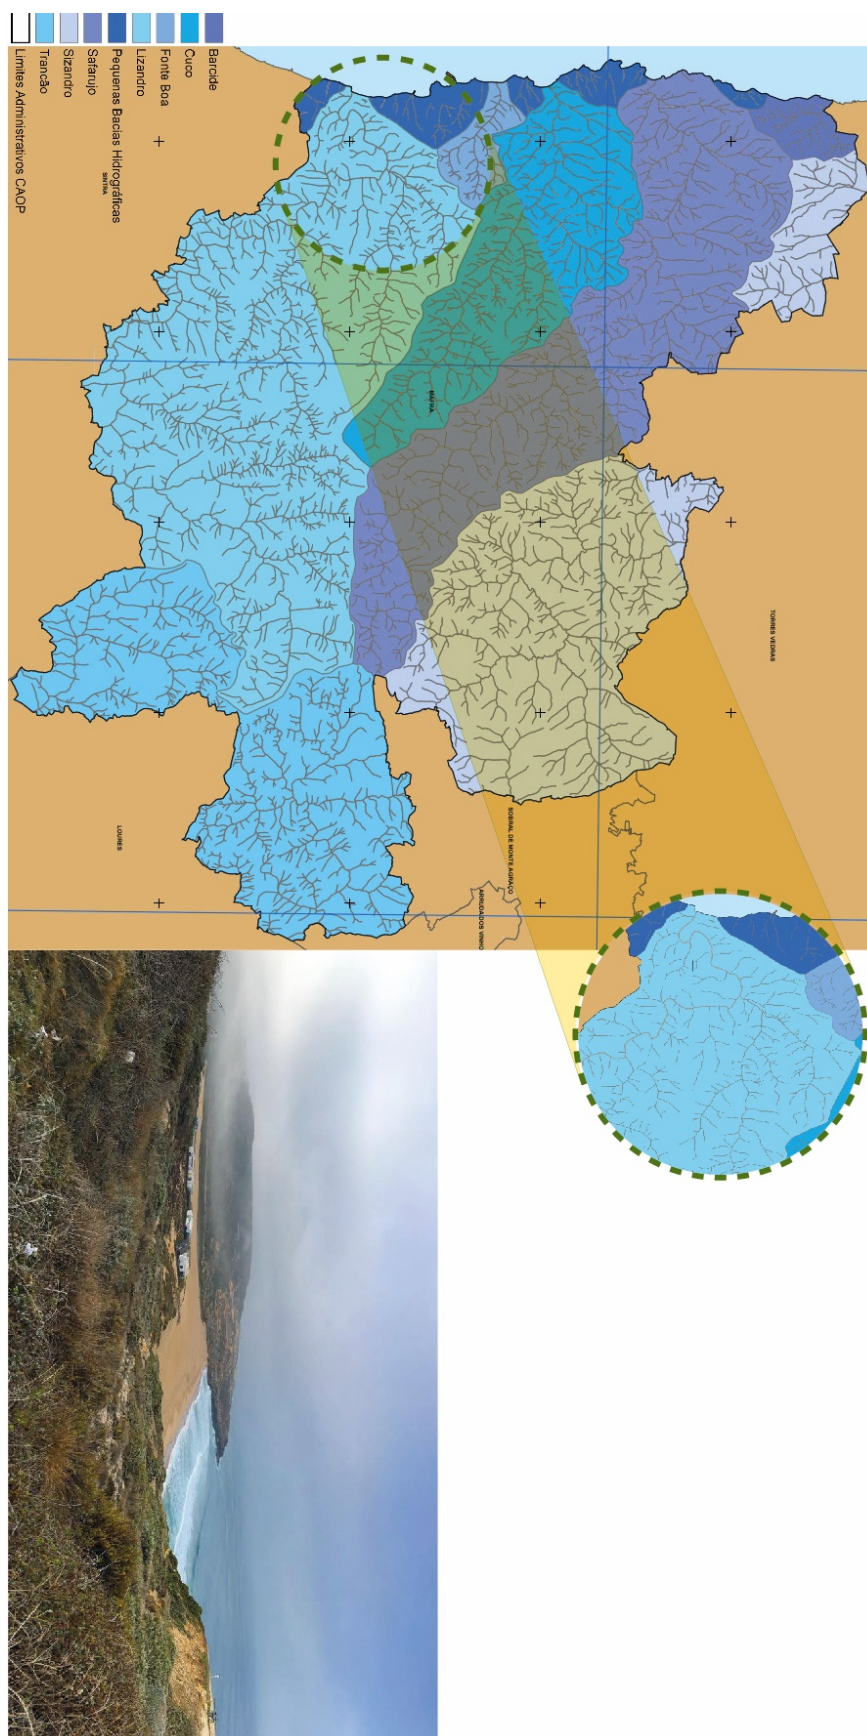 Barcide
Cuco
Fonte Boa
Lizandro
Pequenas Bacias Hidrográficas
Safarujo
Sizandro
Trancão
Limites Administrativos CAOP
SINTRA
MAFRA
TORRES VEDRAS
SOBRAL DE MONTE AGRAÇO
ARRUDA DOS VINHO
LOURES